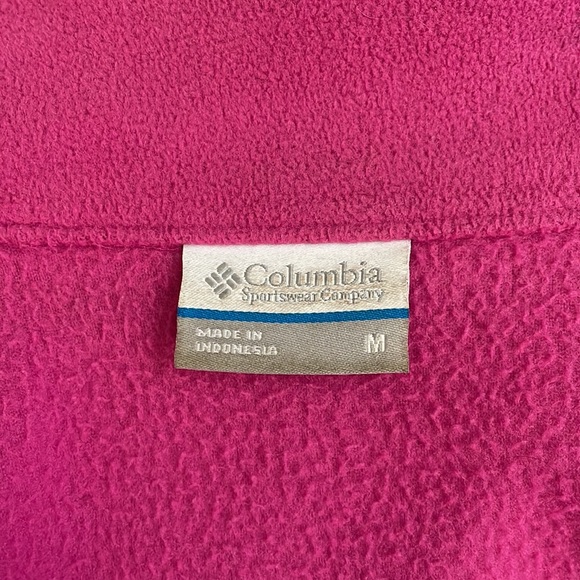 Columbia
Sportswear Company
MADE IN
INDONESIA
M